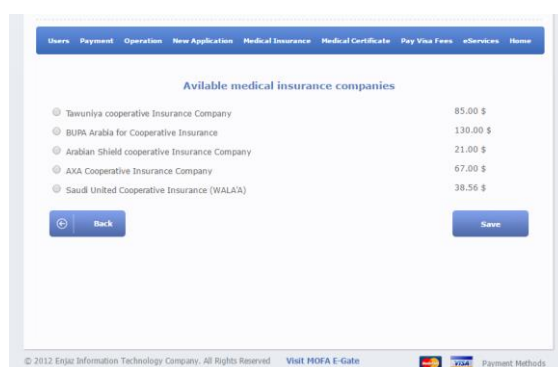 Users Payment Operation New Application Medical Insurance Medical Certificate Pay Visa Fees eServices Home
Avilable medical insurance companies
Tawuniya cooperative Insurance Company 85.00 $
BUPA Arabia for Cooperative Insurance 130.00 $
Arabian Shield cooperative Insurance Company 21.00 $
AXA Cooperative Insurance Company 67.00 $
Saudi United Cooperative Insurance (WALA'A) 38.56 $
Back Save
© 2012 Enjaz Information Technology Company. All Rights Reserved Visit MOFA E-Gate MasterCard VISA Payment Methods